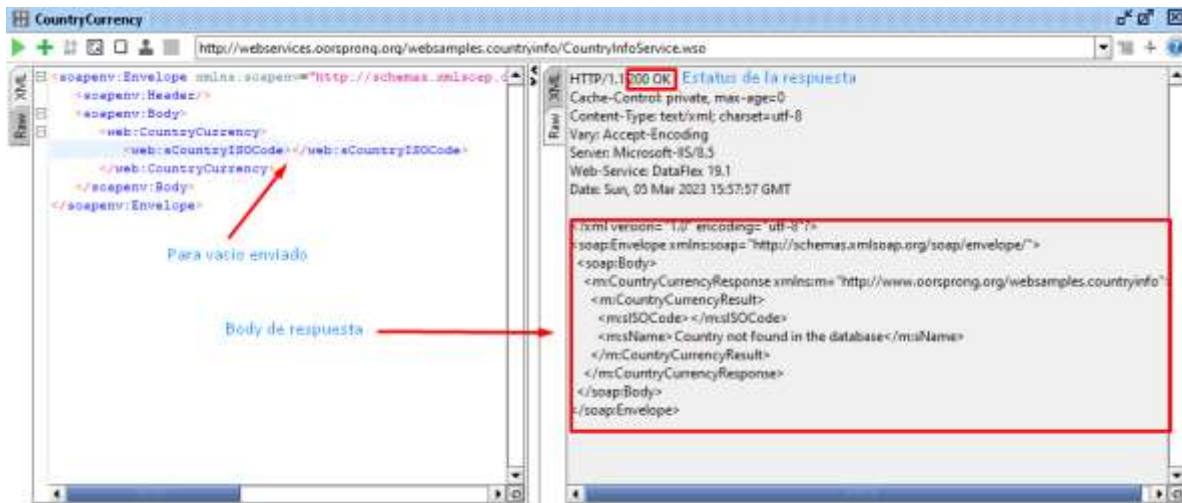 CountryCurrency
http://webservices.oorsprong.org/websamples.countryinfo/CountryInfoService.wso
XML
Raw
<soapenv:Envelope xmlns:soapenv="http://schemas.xmlsoap.o
<soapenv:Header/>
<soapenv:Body>
<web:CountryCurrency>
<web:sCountryISOCode></web:sCountryISOCode>
</web:CountryCurrency>
</soapenv:Body>
</soapenv:Envelope>
Para vacio enviado
Body de respuesta
XML
Raw
HTTP/1.1 200 OK Estatus de la respuesta
Cache-Control: private, max-age=0
Content-Type: text/xml; charset=utf-8
Vary: Accept-Encoding
Server: Microsoft-IIS/8.5
Web-Service: DataFlex 19.1
Date: Sun, 05 Mar 2023 15:57:57 GMT
<?xml version="1.0" encoding="utf-8"?>
<soap:Envelope xmlns:soap="http://schemas.xmlsoap.org/soap/envelope/">
<soap:Body>
<m:CountryCurrencyResponse xmlns:m="http://www.oorsprong.org/websamples.countryinfo">
<m:CountryCurrencyResult>
<m:sISOCode></m:sISOCode>
<m:sName>Country not found in the database</m:sName>
</m:CountryCurrencyResult>
</m:CountryCurrencyResponse>
</soap:Body>
</soap:Envelope>